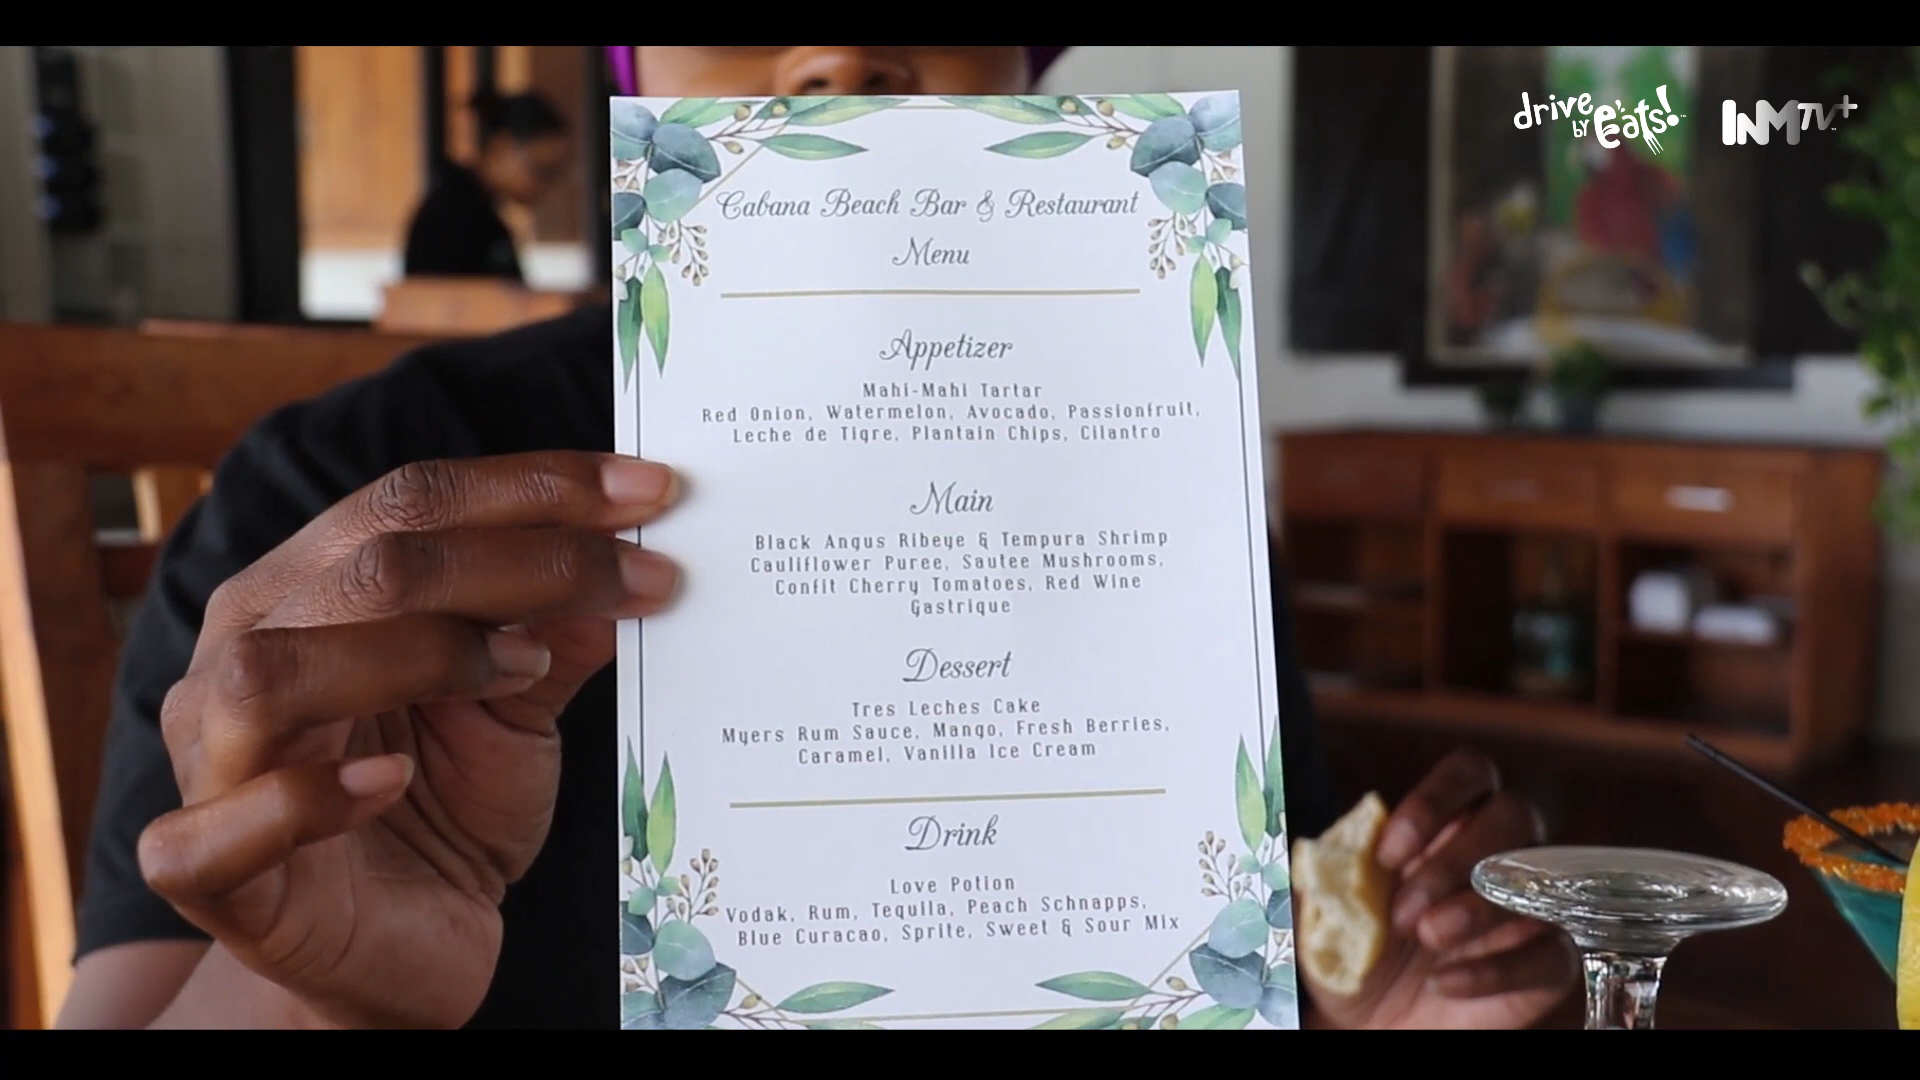 drive by eats!™
INMTV+™
Cabana Beach Bar & Restaurant
Menu
Appetizer
Mahi-Mahi Tartar
Red Onion, Watermelon, Avocado, Passionfruit,
Leche de Tigre, Plantain Chips, Cilantro
Main
Black Angus Ribeye & Tempura Shrimp
Cauliflower Puree, Sautee Mushrooms,
Confit Cherry Tomatoes, Red Wine
Gastrique
Dessert
Tres Leches Cake
Myers Rum Sauce, Mango, Fresh Berries,
Caramel, Vanilla Ice Cream
Drink
Love Potion
Vodak, Rum, Tequila, Peach Schnapps,
Blue Curacao, Sprite, Sweet & Sour Mix